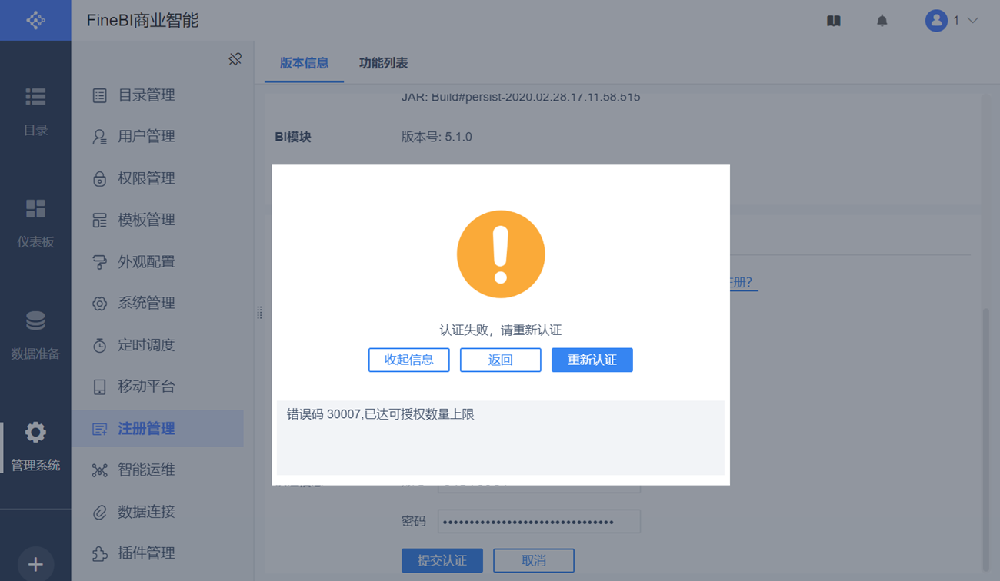 FineBI商业智能
1
目录
仪表板
数据准备
管理系统
目录管理
用户管理
权限管理
模板管理
外观配置
系统管理
定时调度
移动平台
注册管理
智能运维
数据连接
插件管理
版本信息 功能列表
JAR: Build#persist-2020.02.28.17.11.58.515
BI模块 版本号: 5.1.0
册?
认证失败，请重新认证
收起信息 返回 重新认证
错误码 30007,已达可授权数量上限
密码 ••••••••••••••••••••••••••••••••
提交认证 取消